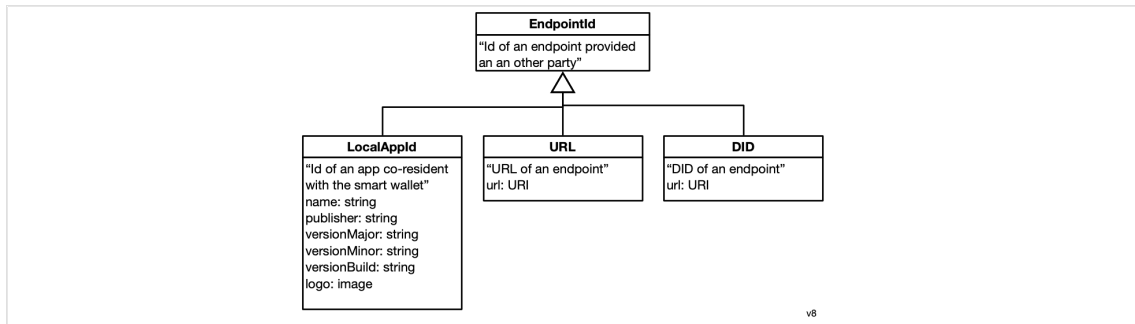 EndpointId
“Id of an endpoint provided
an an other party”
LocalAppId
“Id of an app co-resident
with the smart wallet”
name: string
publisher: string
versionMajor: string
versionMinor: string
versionBuild: string
logo: image
URL
“URL of an endpoint”
url: URI
DID
“DID of an endpoint”
url: URI
v8